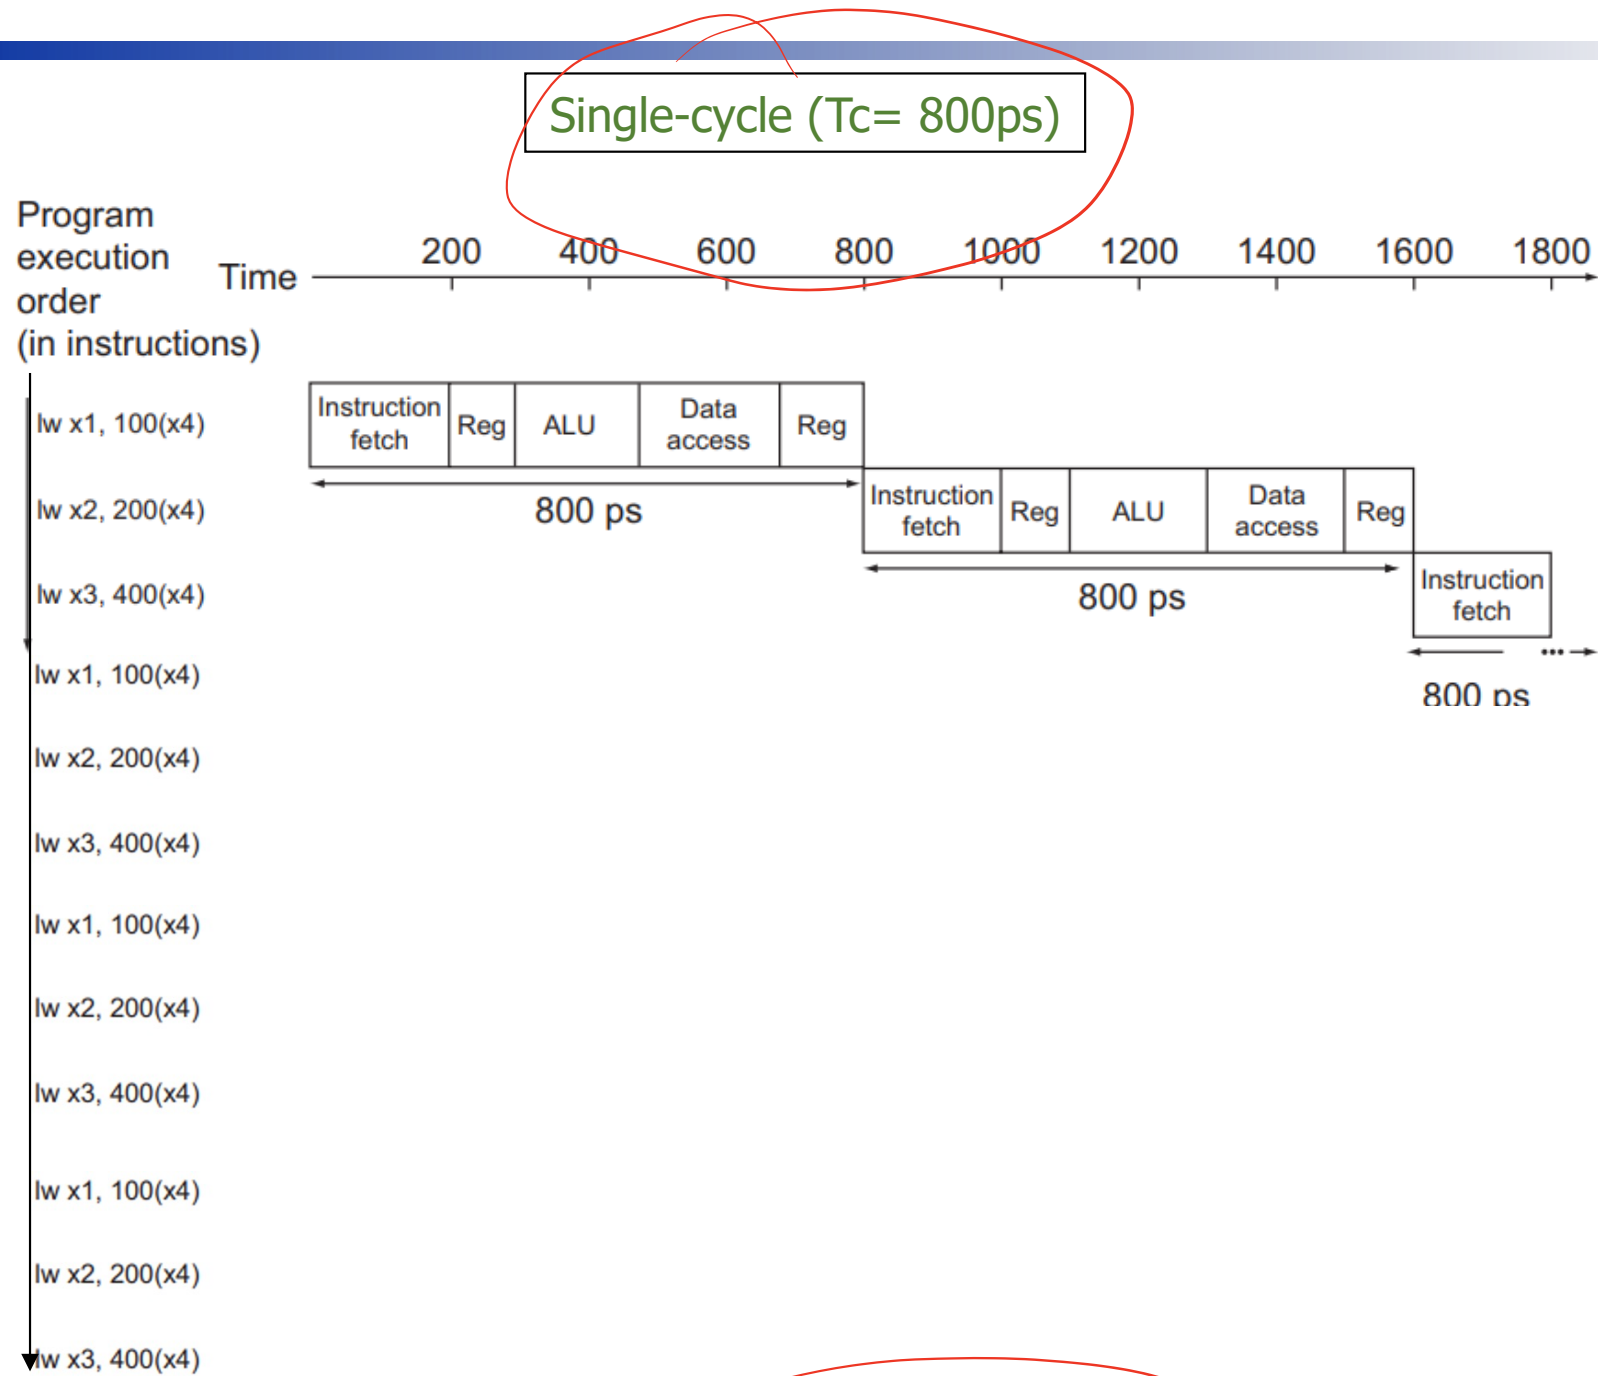 Single-cycle (Tc= 800ps)
Program
execution
order
(in instructions)
Time
200 400 600 800 1000 1200 1400 1600 1800
lw x1, 100(x4)
Instruction
fetch
Reg
ALU
Data
access
Reg
800 ps
lw x2, 200(x4)
Instruction
fetch
Reg
ALU
Data
access
Reg
800 ps
lw x3, 400(x4)
Instruction
fetch
...
800 ps
lw x1, 100(x4)
lw x2, 200(x4)
lw x3, 400(x4)
lw x1, 100(x4)
lw x2, 200(x4)
lw x3, 400(x4)
lw x1, 100(x4)
lw x2, 200(x4)
lw x3, 400(x4)